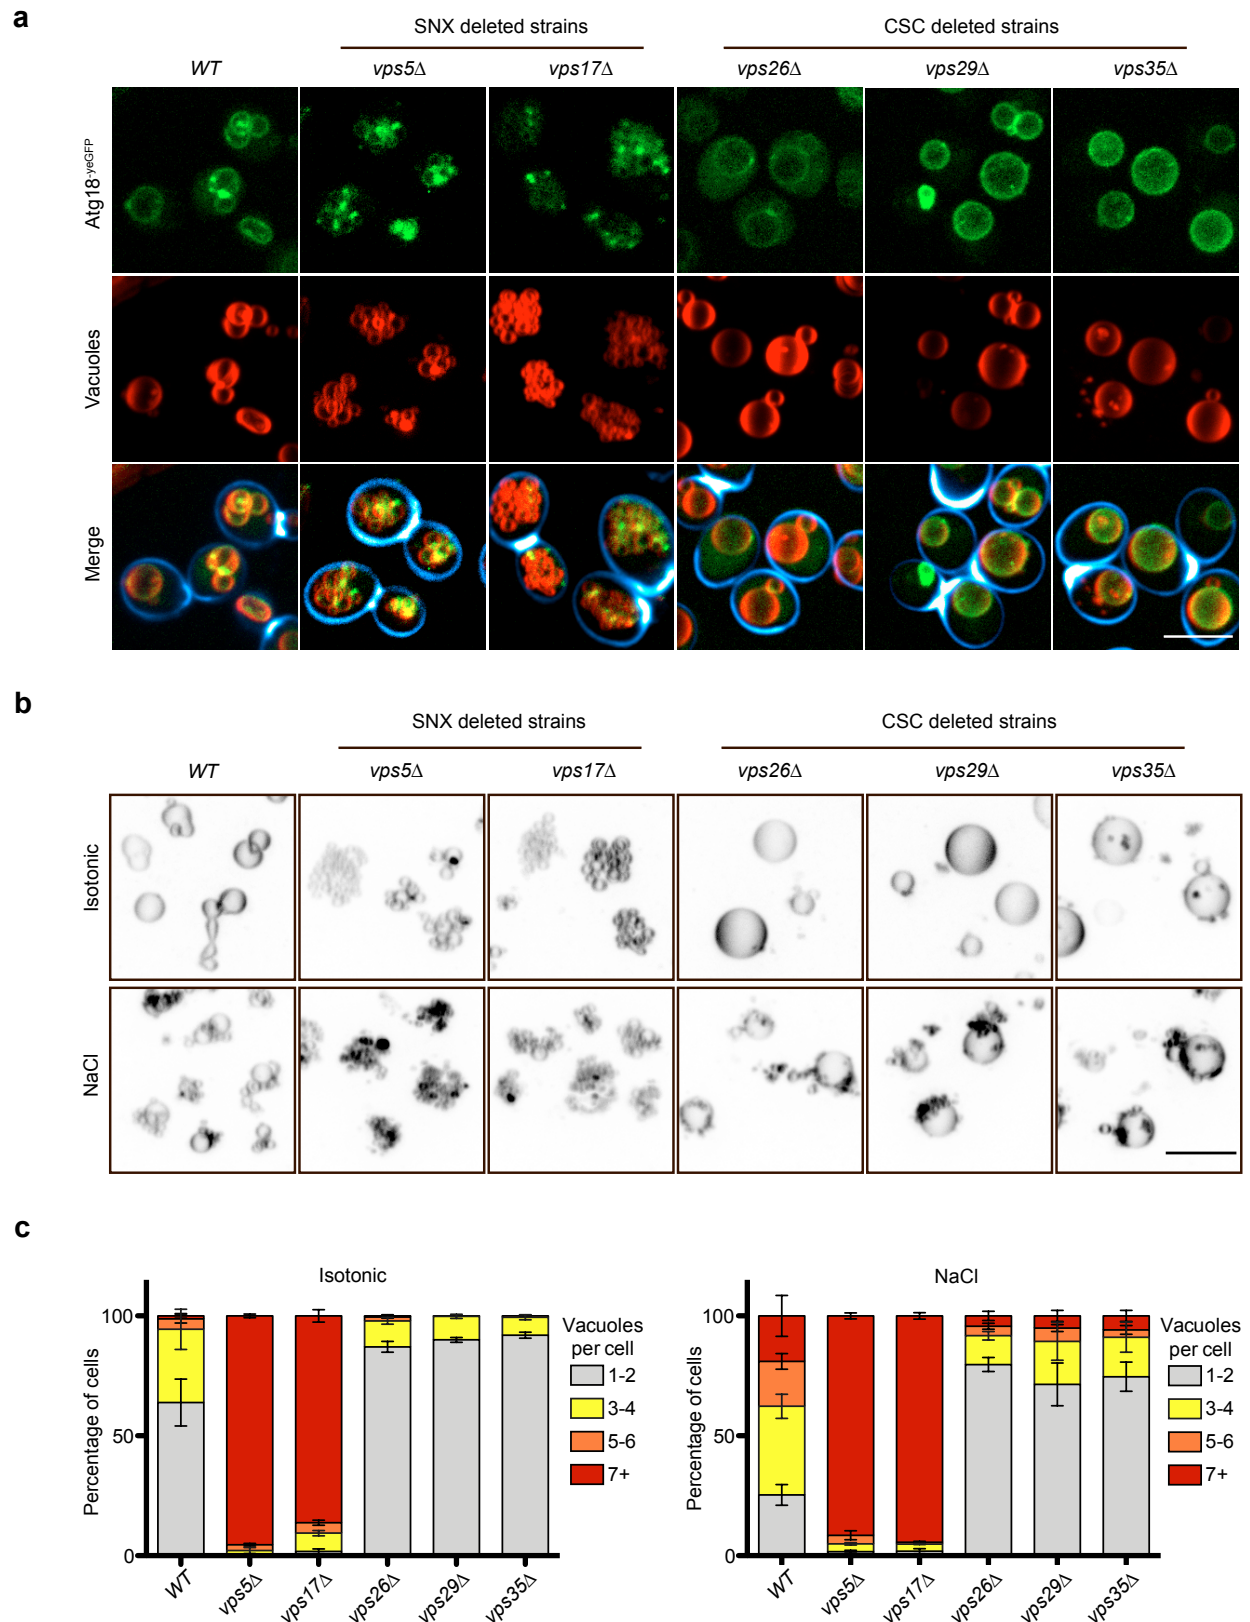 a
SNX deleted strains
CSC deleted strains
WT
vps5Δ
vps17Δ
vps26Δ
vps29Δ
vps35Δ
Atg18-yeGFP
Vacuoles
Merge
b
SNX deleted strains
CSC deleted strains
WT
vps5Δ
vps17Δ
vps26Δ
vps29Δ
vps35Δ
Isotonic
NaCl
c
Isotonic
Percentage of cells
100
50
0
WT
vps5Δ
vps17Δ
vps26Δ
vps29Δ
vps35Δ
Vacuoles
per cell
1-2
3-4
5-6
7+
NaCl
Percentage of cells
100
50
0
WT
vps5Δ
vps17Δ
vps26Δ
vps29Δ
vps35Δ
Vacuoles
per cell
1-2
3-4
5-6
7+